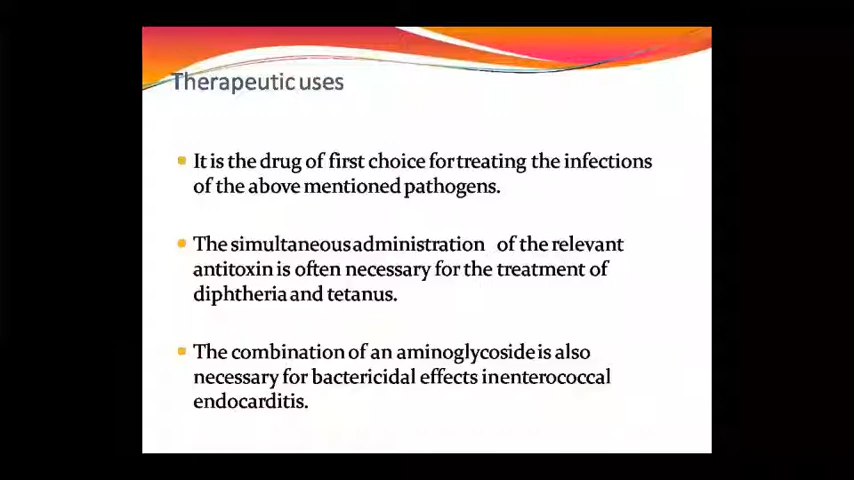 Therapeutic uses
It is the drug of first choice for treating the infections
of the above mentioned pathogens.
The simultaneous administration of the relevant
antitoxin is often necessary for the treatment of
diphtheria and tetanus.
The combination of an aminoglycoside is also
necessary for bactericidal effects in enterococcal
endocarditis.